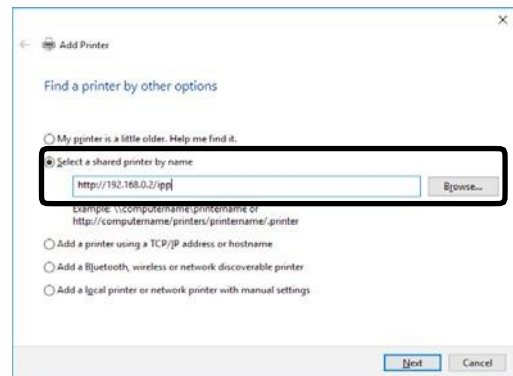 Add Printer
Find a printer by other options
My printer is a little older. Help me find it.
Select a shared printer by name
http://192.168.0.2/ipp
Browse...
Example: \\computername\printername or
http://computername/printers/printername/.printer
Add a printer using a TCP/IP address or hostname
Add a Bluetooth, wireless or network discoverable printer
Add a local printer or network printer with manual settings
Next
Cancel